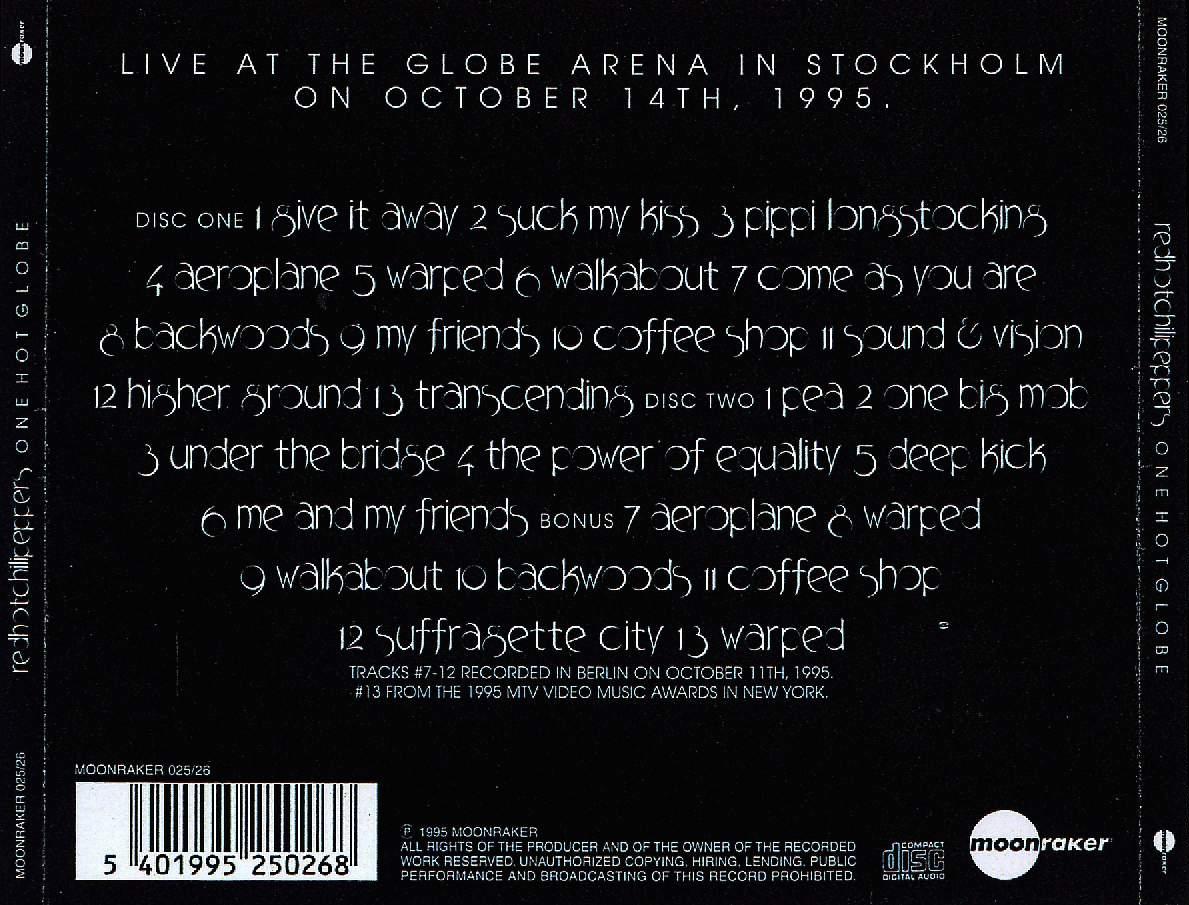 LIVE AT THE GLOBE ARENA IN STOCKHOLM
ON OCTOBER 14TH, 1995.
DISC ONE 1 give it away 2 suck my kiss 3 pippi longstocking
4 aeroplane 5 warped 6 walkabout 7 come as you are
8 backwoods 9 my friends 10 coffee shop 11 sound & vision
12 higher ground 13 transcending DISC TWO 1 pea 2 one big mob
3 under the bridge 4 the power of equality 5 deep kick
6 me and my friends BONUS 7 aeroplane 8 warped
9 walkabout 10 backwoods 11 coffee shop
12 suffragette city 13 warped
TRACKS #7-12 RECORDED IN BERLIN ON OCTOBER 11TH, 1995.
#13 FROM THE 1995 MTV VIDEO MUSIC AWARDS IN NEW YORK.
MOONRAKER 025/26
5 401995 250268
℗ 1995 MOONRAKER
ALL RIGHTS OF THE PRODUCER AND OF THE OWNER OF THE RECORDED
WORK RESERVED. UNAUTHORIZED COPYING, HIRING, LENDING, PUBLIC
PERFORMANCE AND BROADCASTING OF THIS RECORD PROHIBITED.
COMPACT
disc
DIGITAL AUDIO
moonraker
moonraker
redhotchilipeppers ONE HOT GLOBE
MOONRAKER 025/26
MOONRAKER 025/26
redhotchilipeppers ONE HOT GLOBE
moonraker